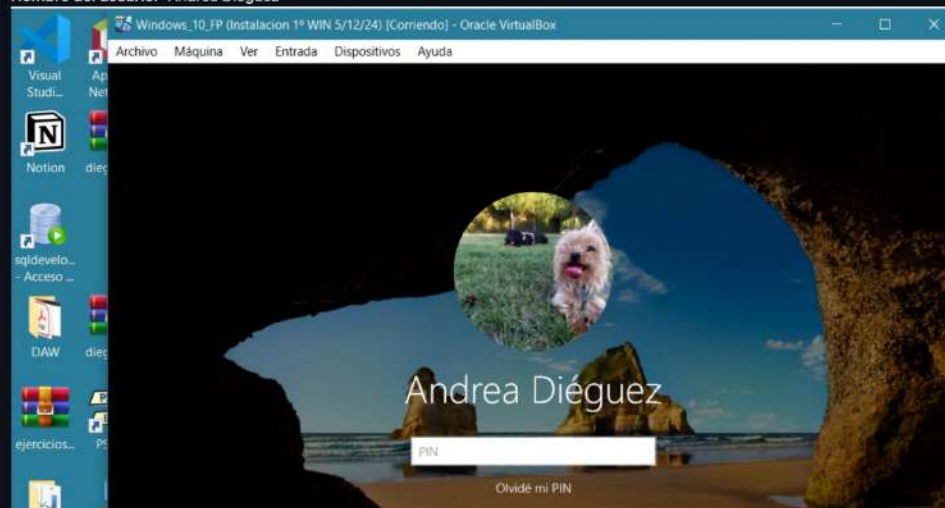 Windows_10_FP (Instalacion 1º WIN 5/12/24) [Corriendo] - Oracle VirtualBox
Archivo Máquina Ver Entrada Dispositivos Ayuda
Visual
Studi...
Notion
sqldevelo...
- Acceso ...
DAW
ejercicios...
Andrea Diéguez
PIN
Olvidé mi PIN